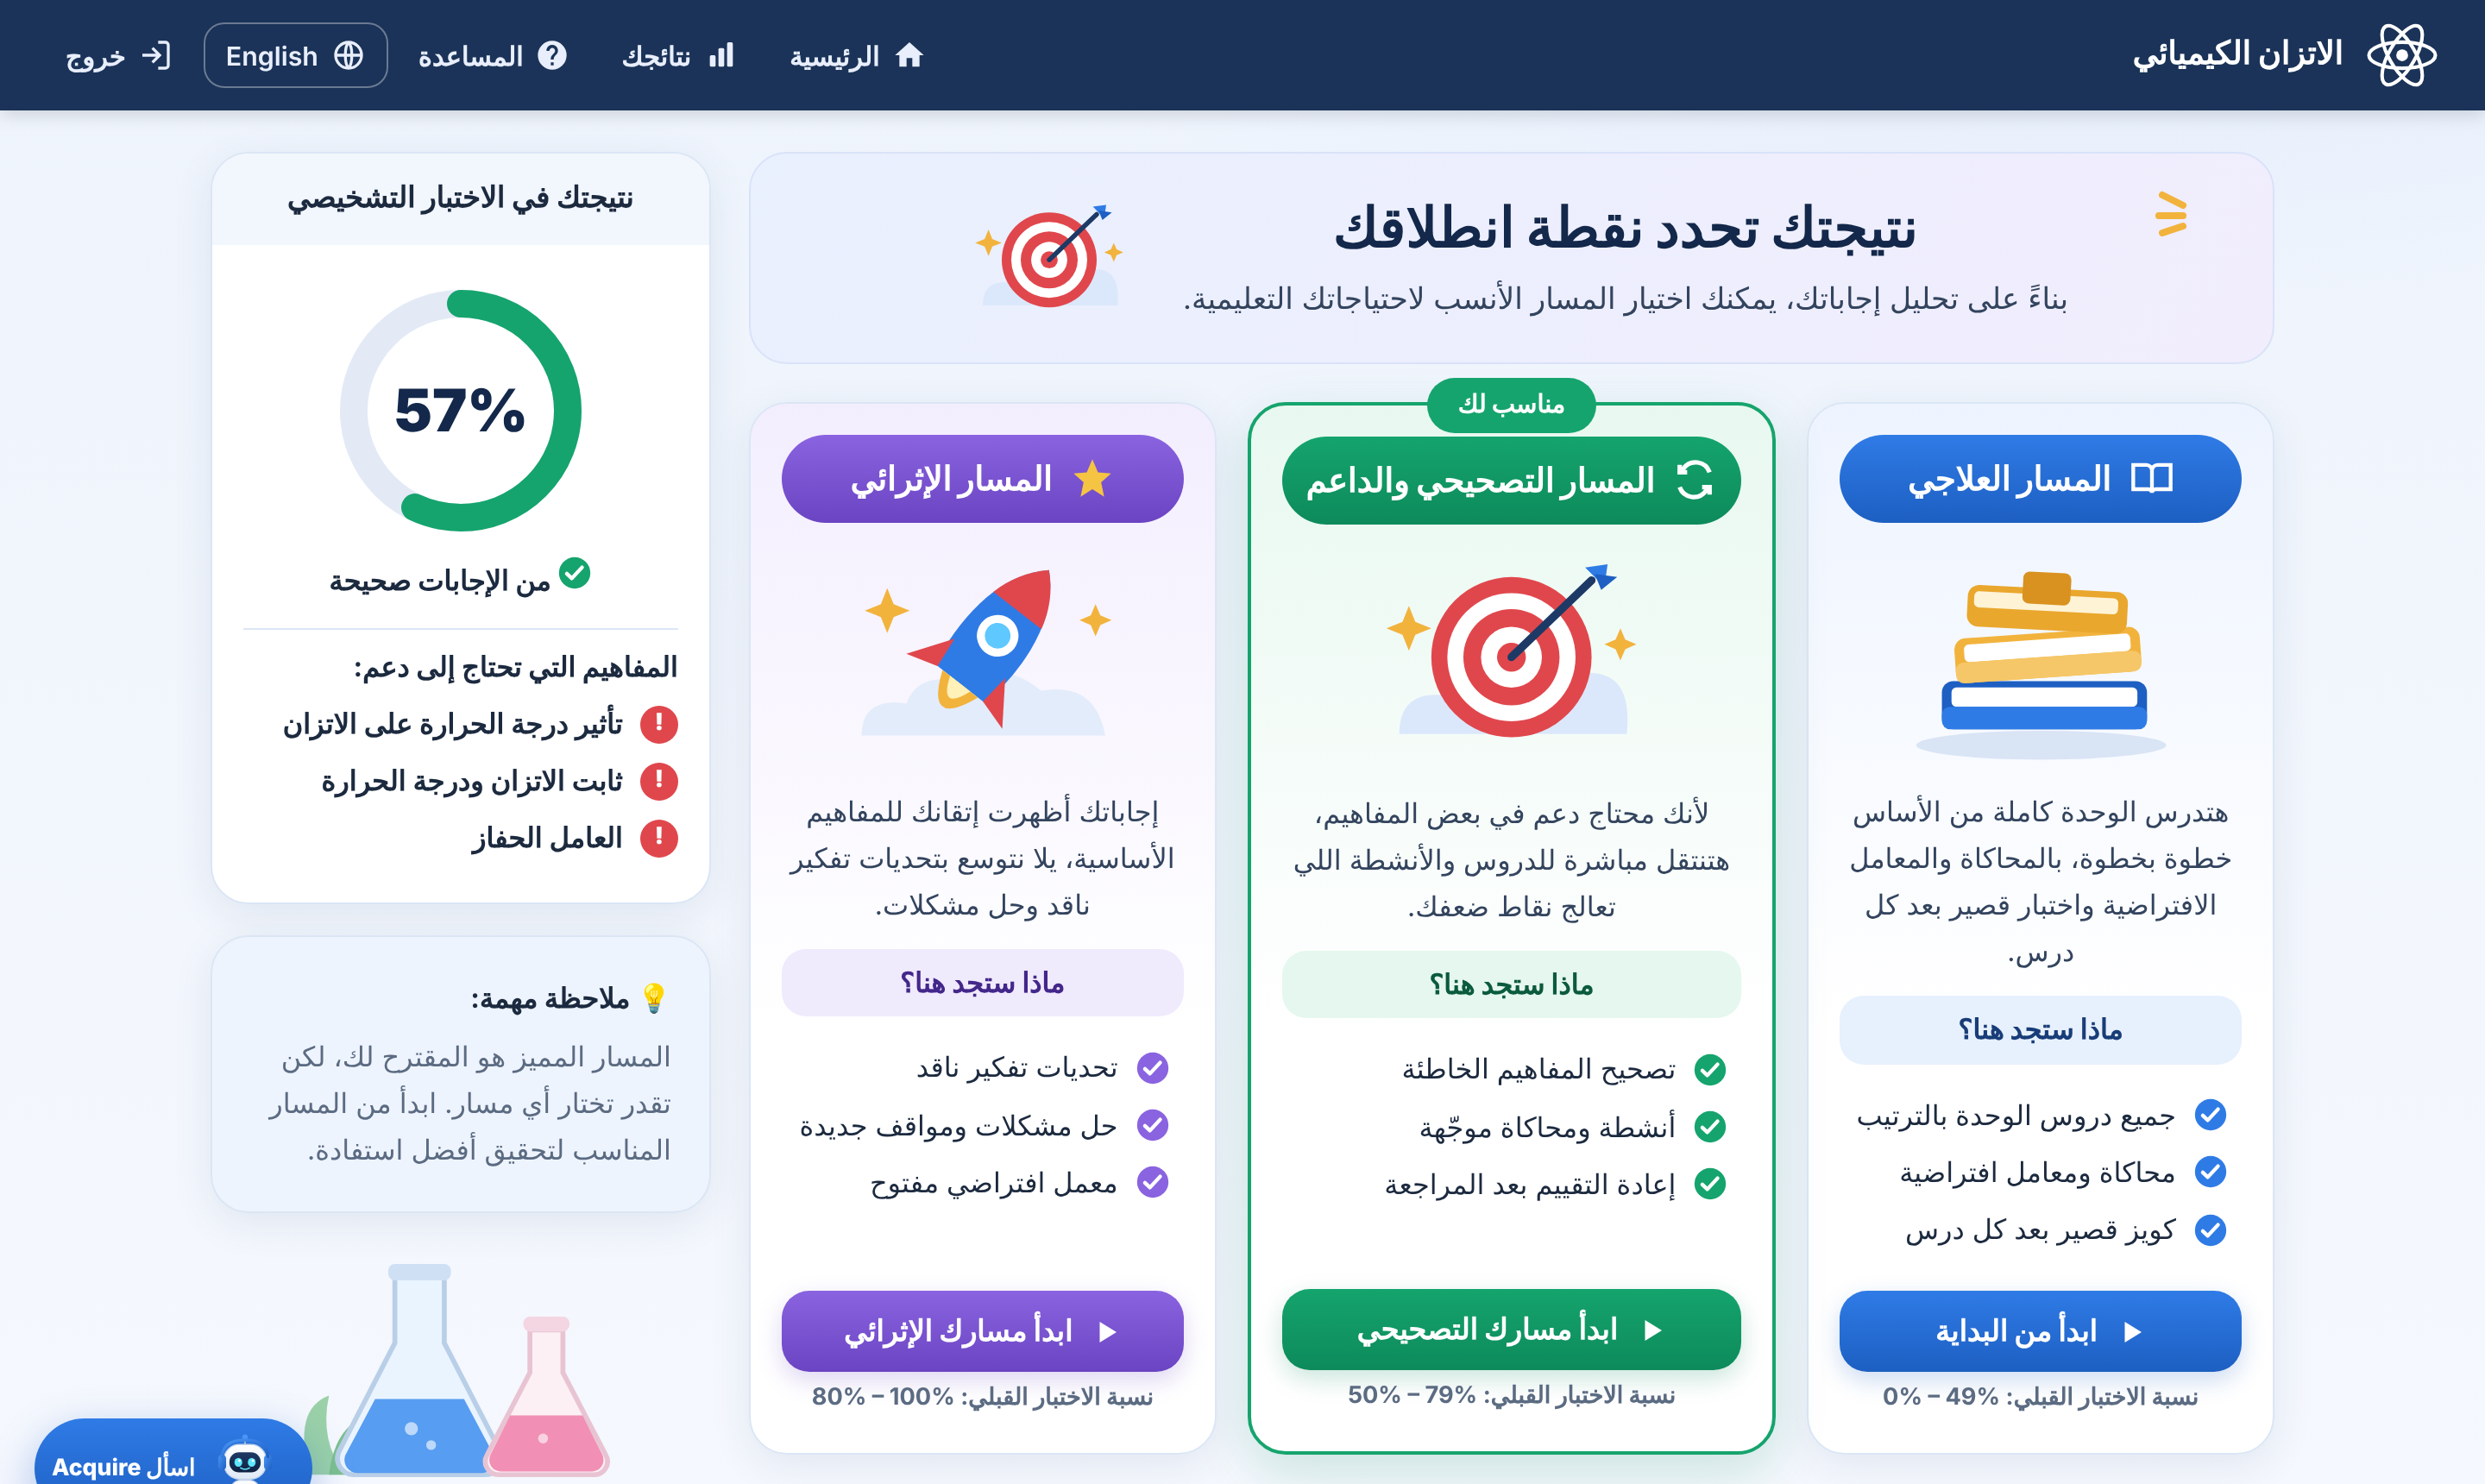 الاتزان الكيميائي
الرئيسية
نتائجك
المساعدة
English
خروج
نتيجتك تحدد نقطة انطلاقك
بناءً على تحليل إجاباتك، يمكنك اختيار المسار الأنسب لاحتياجاتك التعليمية.
المسار العلاجي
هتدرس الوحدة كاملة من الأساس
خطوة بخطوة، بالمحاكاة والمعامل
الافتراضية واختبار قصير بعد كل
درس.
ماذا ستجد هنا؟
جميع دروس الوحدة بالترتيب
محاكاة ومعامل افتراضية
كويز قصير بعد كل درس
ابدأ من البداية
نسبة الاختبار القبلي: 49% – 0%
مناسب لك
المسار التصحيحي والداعم
لأنك محتاج دعم في بعض المفاهيم،
هتنتقل مباشرة للدروس والأنشطة اللي
تعالج نقاط ضعفك.
ماذا ستجد هنا؟
تصحيح المفاهيم الخاطئة
أنشطة ومحاكاة موجّهة
إعادة التقييم بعد المراجعة
ابدأ مسارك التصحيحي
نسبة الاختبار القبلي: 79% – 50%
المسار الإثرائي
إجاباتك أظهرت إتقانك للمفاهيم
الأساسية، يلا نتوسع بتحديات تفكير
ناقد وحل مشكلات.
ماذا ستجد هنا؟
تحديات تفكير ناقد
حل مشكلات ومواقف جديدة
معمل افتراضي مفتوح
ابدأ مسارك الإثرائي
نسبة الاختبار القبلي: 100% – 80%
نتيجتك في الاختبار التشخيصي
57%
من الإجابات صحيحة
المفاهيم التي تحتاج إلى دعم:
تأثير درجة الحرارة على الاتزان
ثابت الاتزان ودرجة الحرارة
العامل الحفاز
💡 ملاحظة مهمة:
المسار المميز هو المقترح لك، لكن
تقدر تختار أي مسار. ابدأ من المسار
المناسب لتحقيق أفضل استفادة.
اسأل Acquire